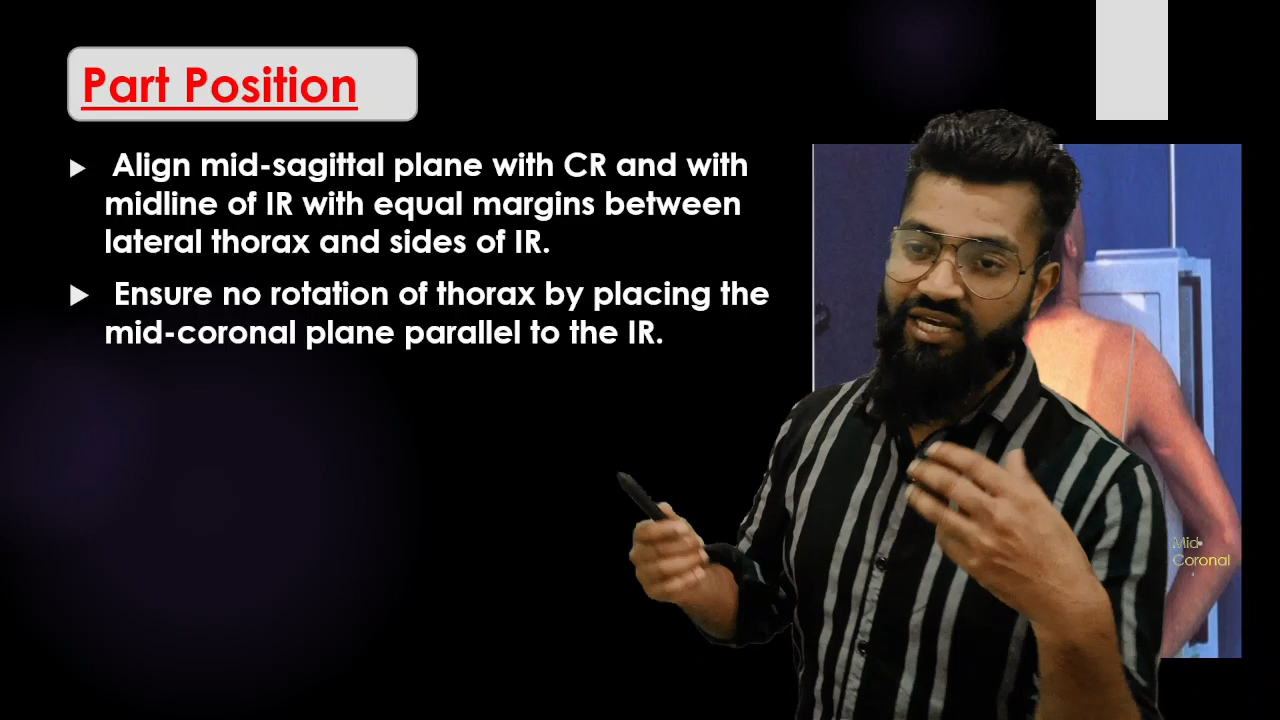 Part Position
Align mid-sagittal plane with CR and with
midline of IR with equal margins between
lateral thorax and sides of IR.
Ensure no rotation of thorax by placing the
mid-coronal plane parallel to the IR.
Mid-
Coronal